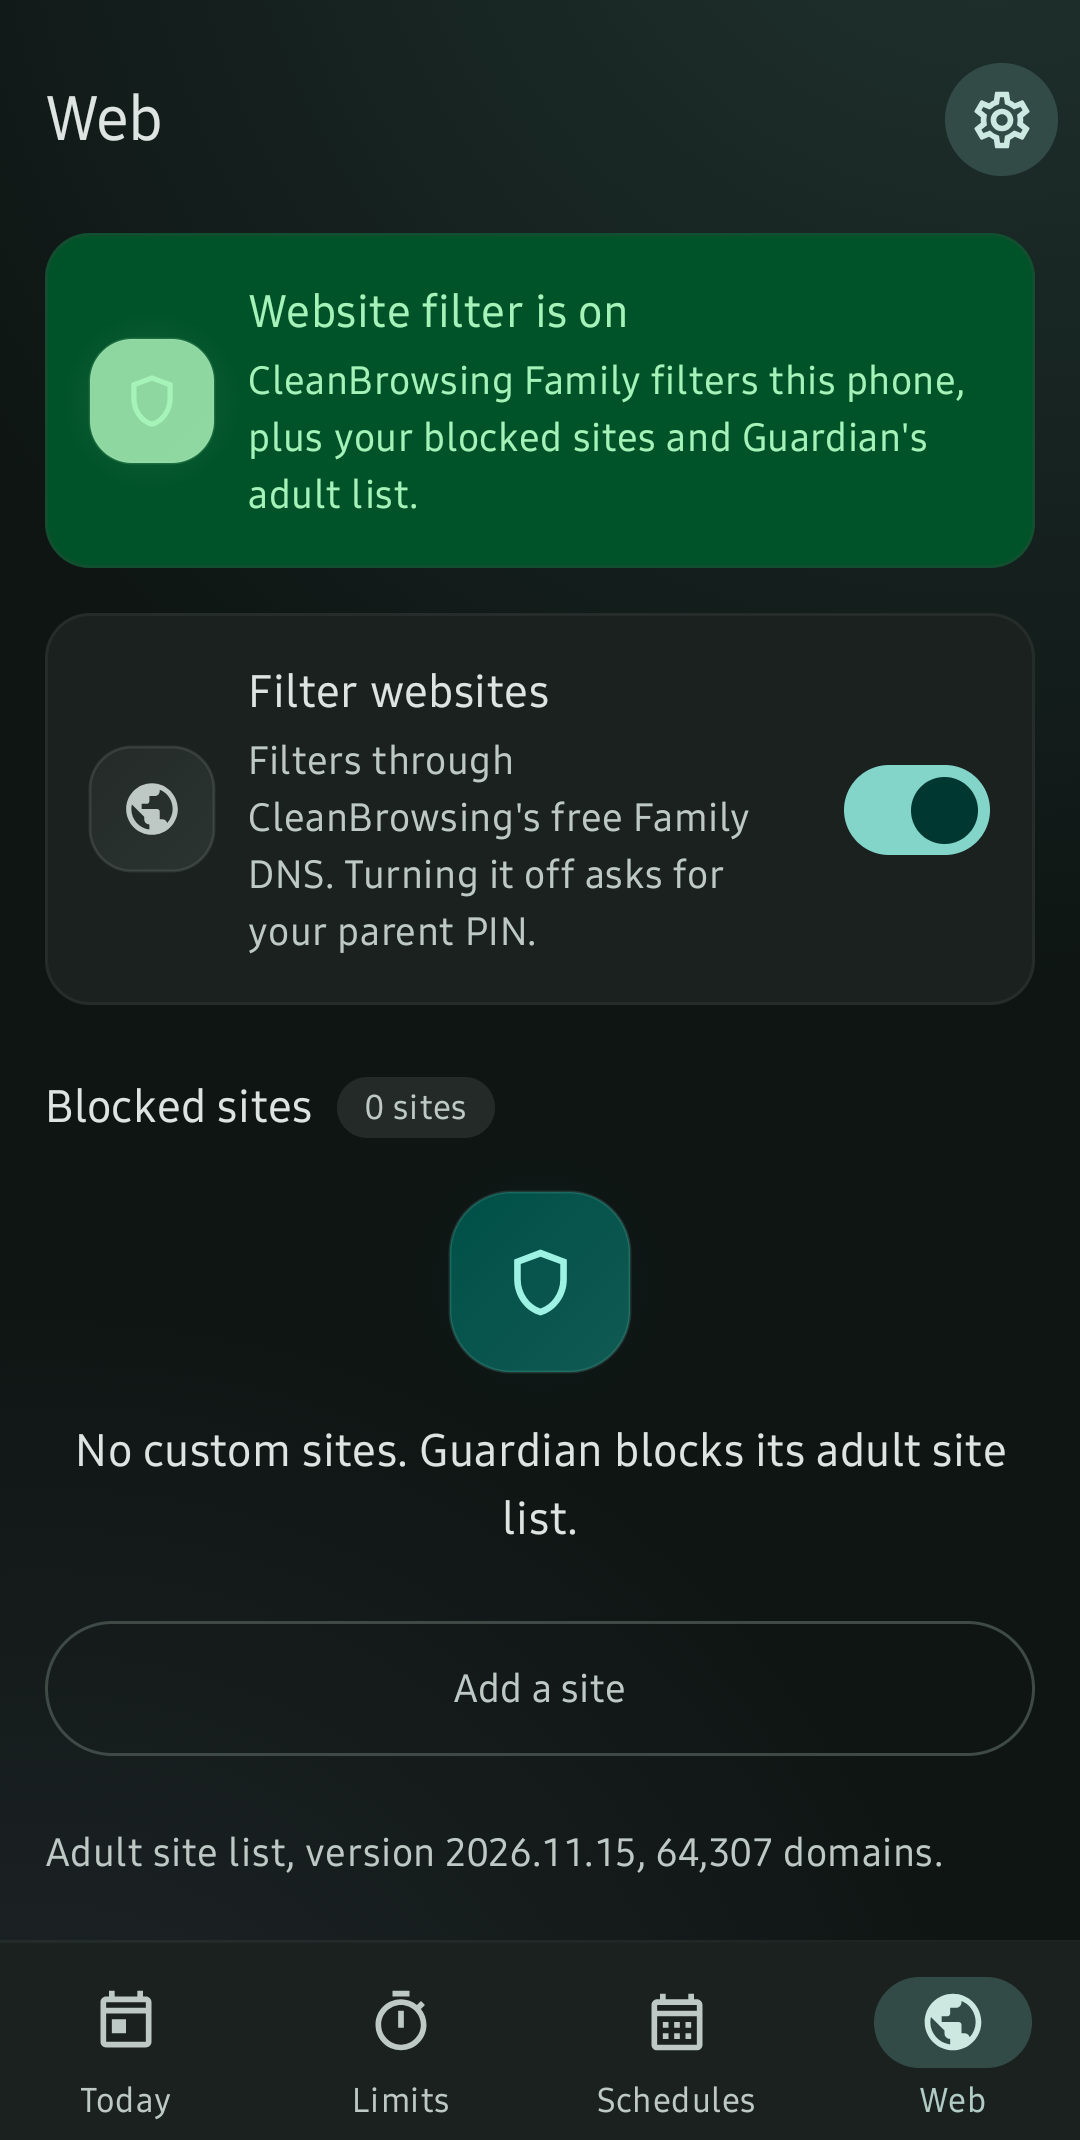 Web
Website filter is on
CleanBrowsing Family filters this phone,
plus your blocked sites and Guardian's
adult list.
Filter websites
Filters through
CleanBrowsing's free Family
DNS. Turning it off asks for
your parent PIN.
Blocked sites
0 sites
No custom sites. Guardian blocks its adult site
list.
Add a site
Adult site list, version 2026.11.15, 64,307 domains.
Today
Limits
Schedules
Web